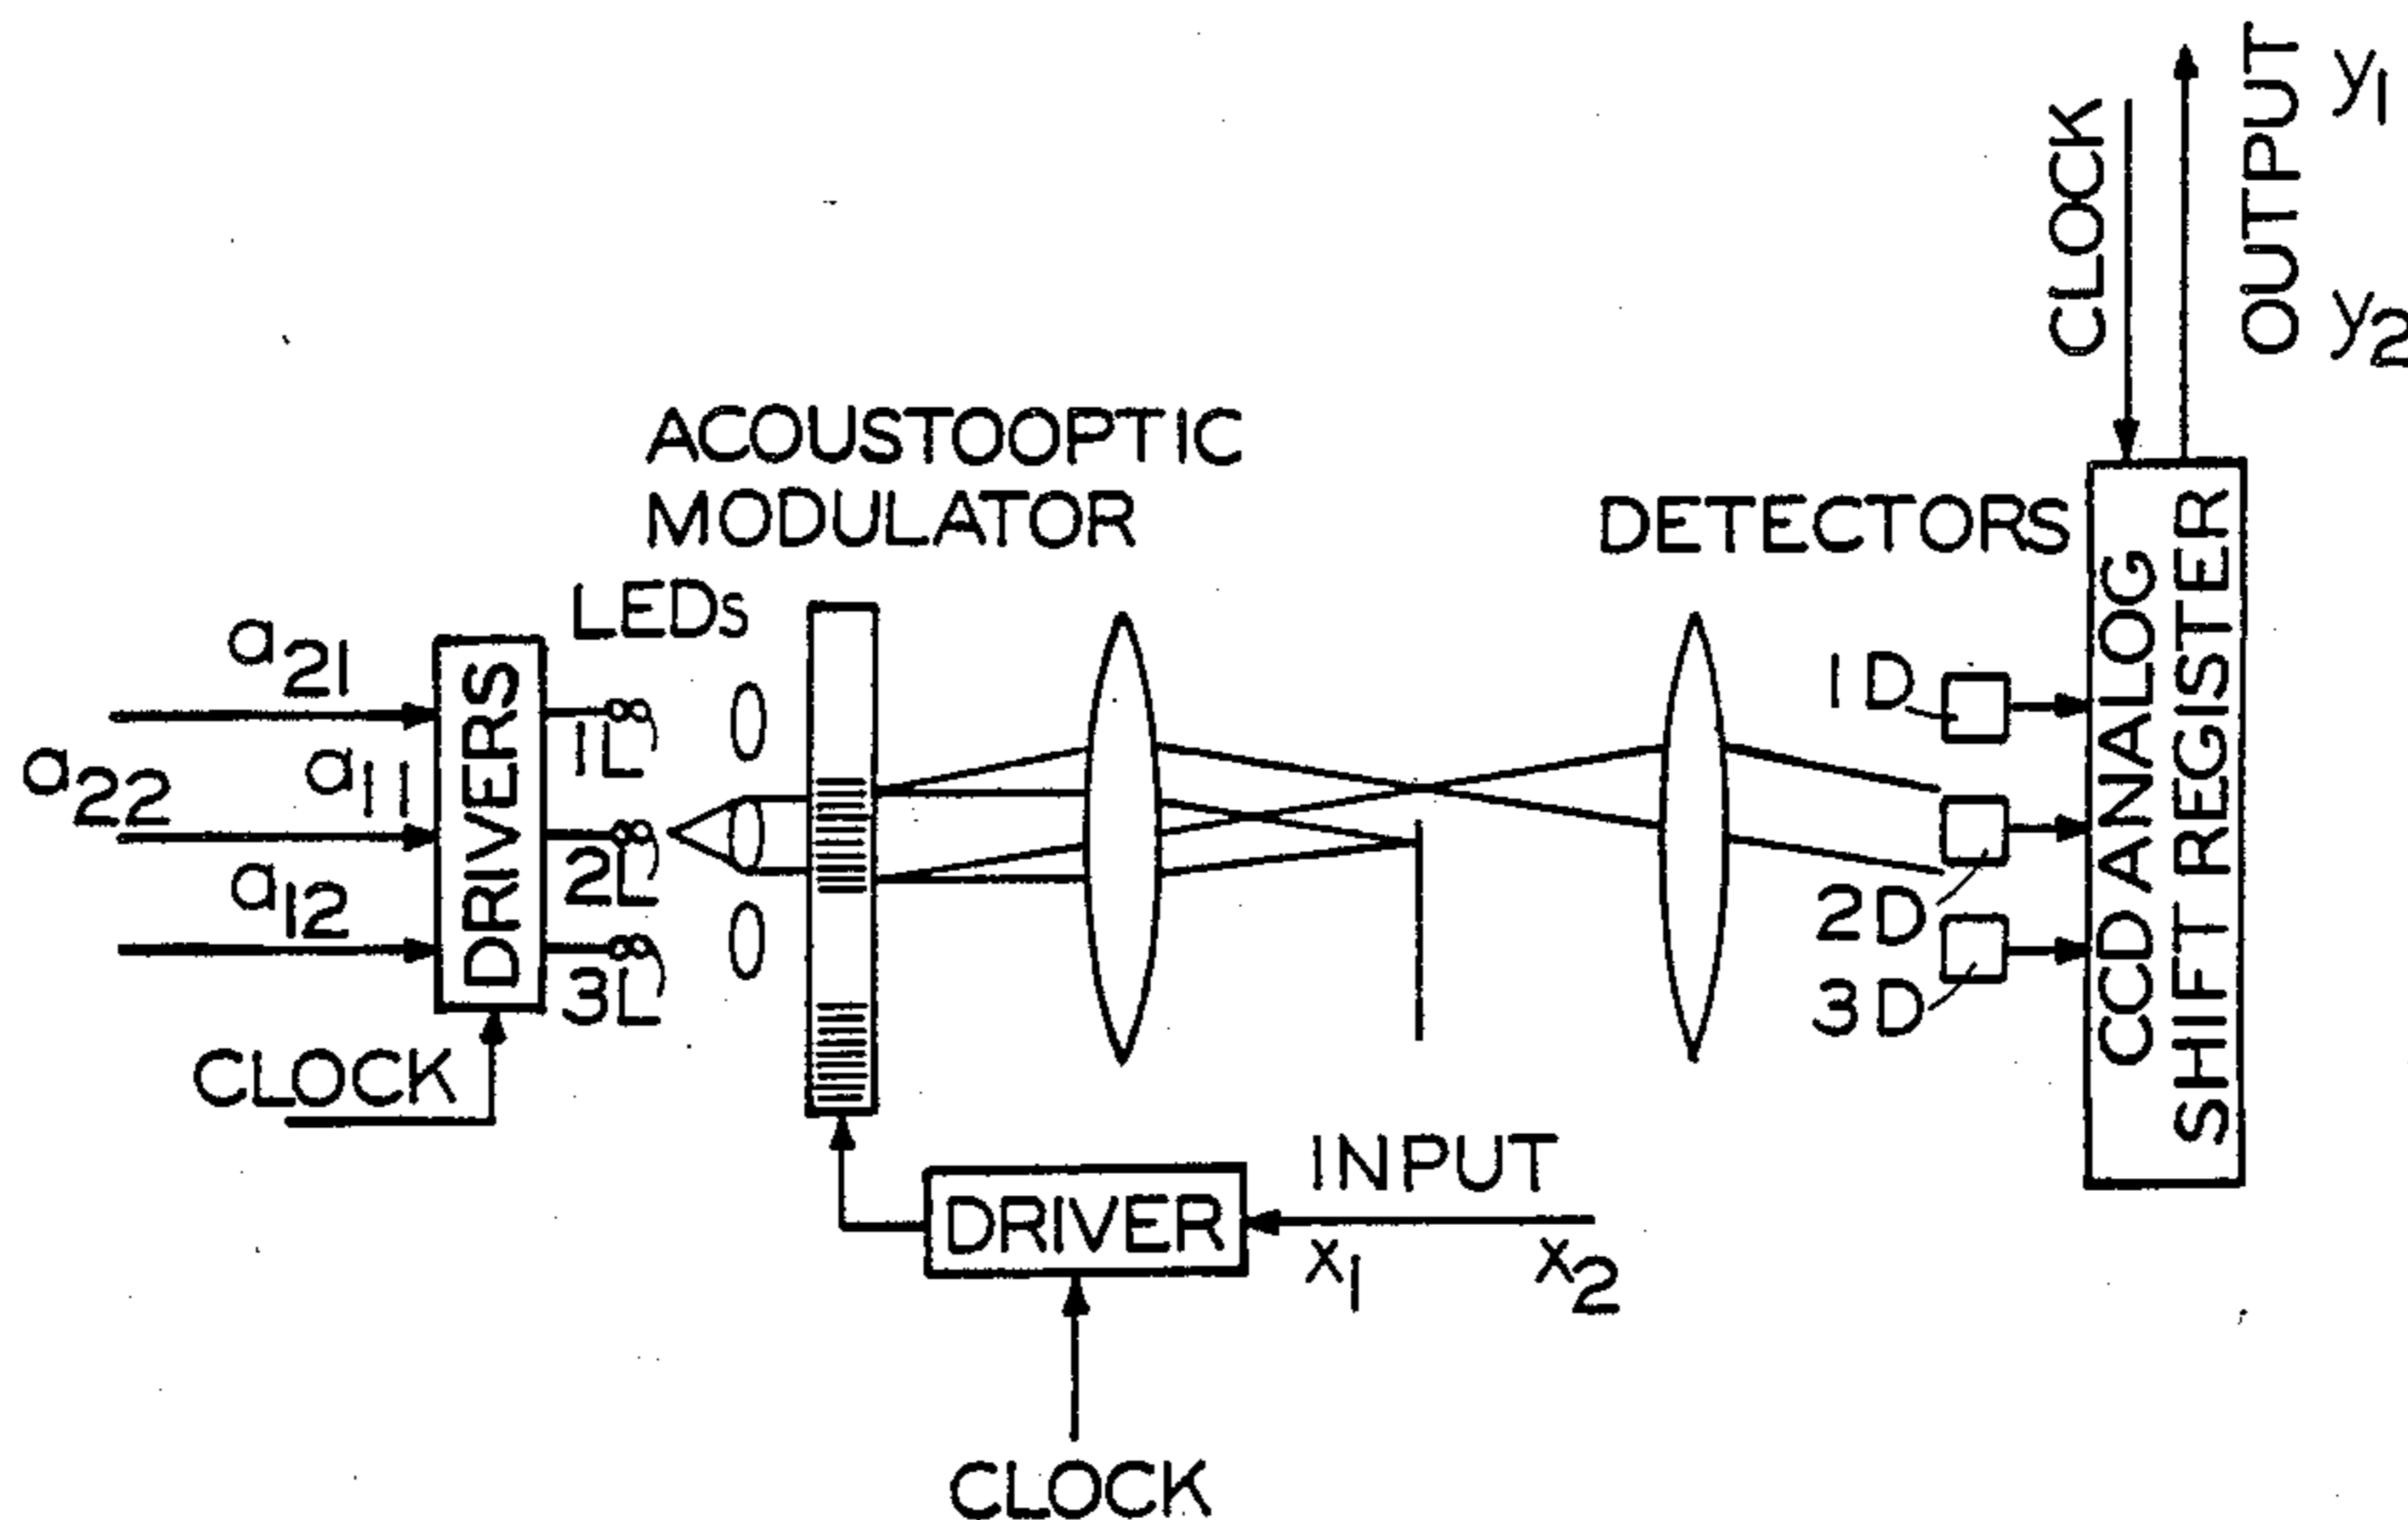 CLOCK
OUTPUT
y1
y2
ACOUSTOOPTIC
MODULATOR
DETECTORS
LEDs
a21
a22
a11
a12
DRIVERS
1L
2L
3L
1D
2D
3D
CCD ANALOG
SHIFT REGISTER
CLOCK
INPUT
DRIVER
x1
x2
CLOCK